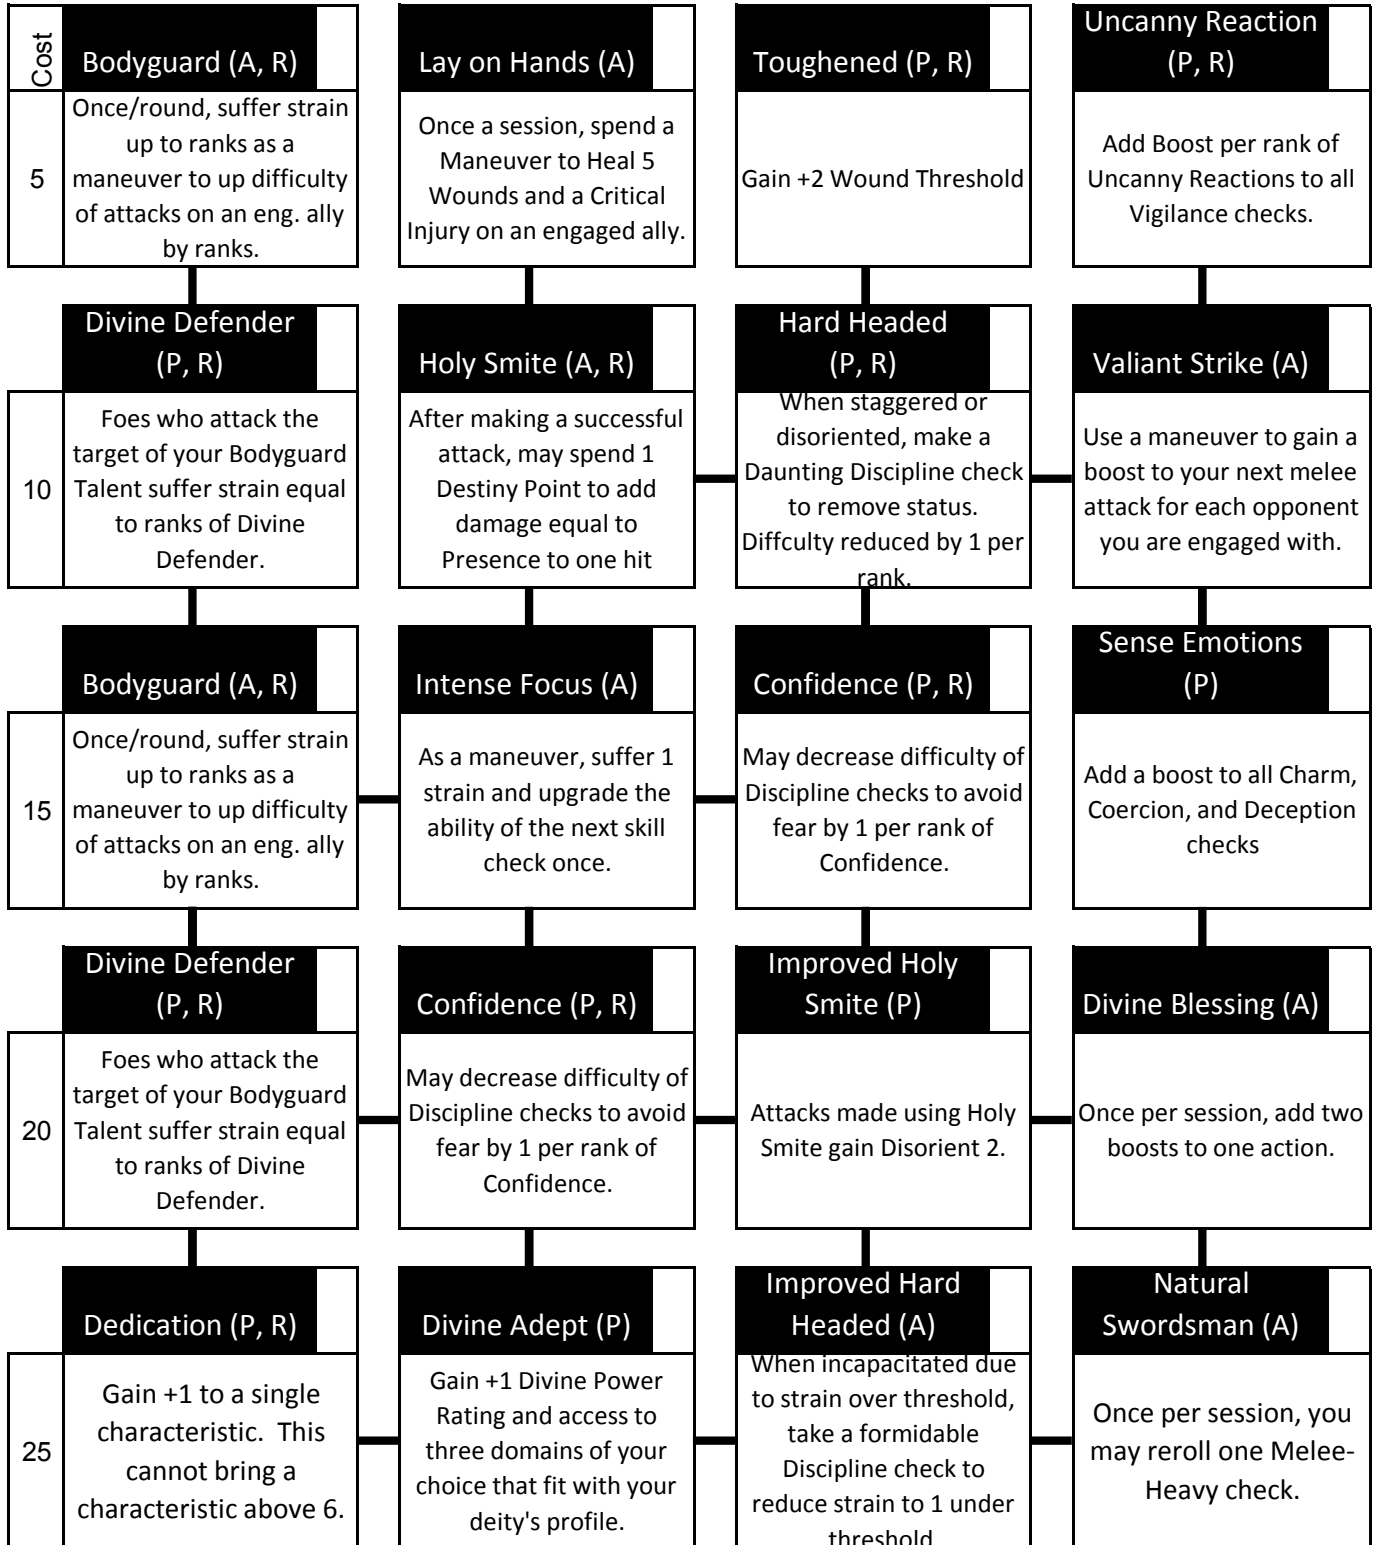 Cost
Bodyguard (A, R)
Lay on Hands (A)
Toughened (P, R)
Uncanny Reaction
(P, R)
5
Once/round, suffer strain
up to ranks as a
maneuver to up difficulty
of attacks on an eng. ally
by ranks.
Once a session, spend a
Maneuver to Heal 5
Wounds and a Critical
Injury on an engaged ally.
Gain +2 Wound Threshold
Add Boost per rank of
Uncanny Reactions to all
Vigilance checks.
Divine Defender
(P, R)
Holy Smite (A, R)
Hard Headed
(P, R)
Valiant Strike (A)
10
Foes who attack the
target of your Bodyguard
Talent suffer strain equal
to ranks of Divine
Defender.
After making a successful
attack, may spend 1
Destiny Point to add
damage equal to
Presence to one hit
When staggered or
disoriented, make a
Daunting Discipline check
to remove status.
Diffculty reduced by 1 per
rank.
Use a maneuver to gain a
boost to your next melee
attack for each opponent
you are engaged with.
Bodyguard (A, R)
Intense Focus (A)
Confidence (P, R)
Sense Emotions
(P)
15
Once/round, suffer strain
up to ranks as a
maneuver to up difficulty
of attacks on an eng. ally
by ranks.
As a maneuver, suffer 1
strain and upgrade the
ability of the next skill
check once.
May decrease difficulty of
Discipline checks to avoid
fear by 1 per rank of
Confidence.
Add a boost to all Charm,
Coercion, and Deception
checks
Divine Defender
(P, R)
Confidence (P, R)
Improved Holy
Smite (P)
Divine Blessing (A)
20
Foes who attack the
target of your Bodyguard
Talent suffer strain equal
to ranks of Divine
Defender.
May decrease difficulty of
Discipline checks to avoid
fear by 1 per rank of
Confidence.
Attacks made using Holy
Smite gain Disorient 2.
Once per session, add two
boosts to one action.
Dedication (P, R)
Divine Adept (P)
Improved Hard
Headed (A)
Natural
Swordsman (A)
25
Gain +1 to a single
characteristic. This
cannot bring a
characteristic above 6.
Gain +1 Divine Power
Rating and access to
three domains of your
choice that fit with your
deity's profile.
When incapacitated due
to strain over threshold,
take a formidable
Discipline check to
reduce strain to 1 under
threshold
Once per session, you
may reroll one Melee-
Heavy check.